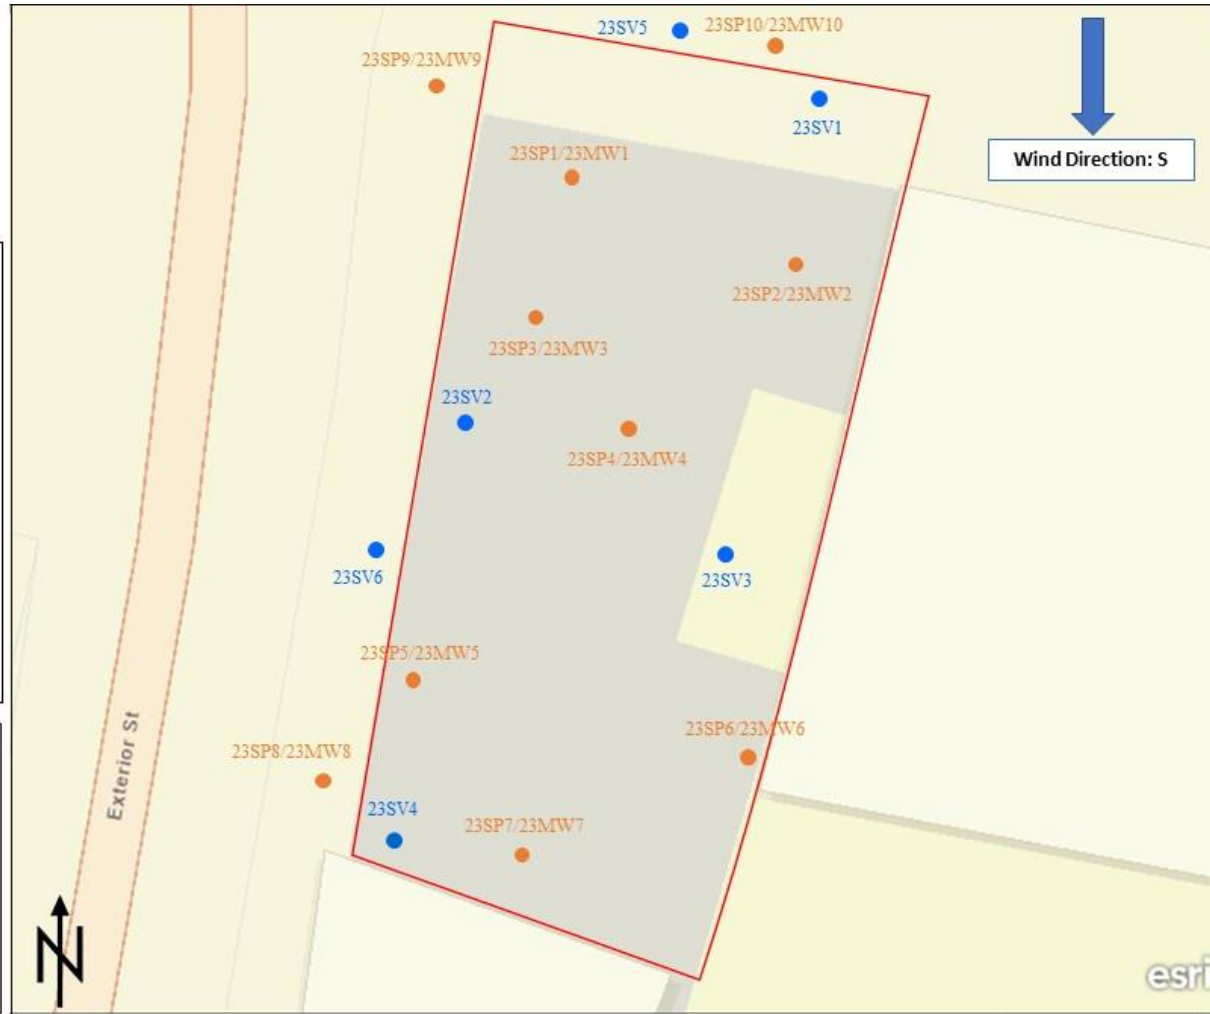 23SV5
23SP10/23MW10
23SP9/23MW9
23SV1
Wind Direction: S
23SP1/23MW1
23SP2/23MW2
23SP3/23MW3
23SV2
23SP4/23MW4
23SV6
23SV3
23SP5/23MW5
23SP6/23MW6
Exterior St
23SP8/23MW8
23SV4
23SP7/23MW7
N
esri